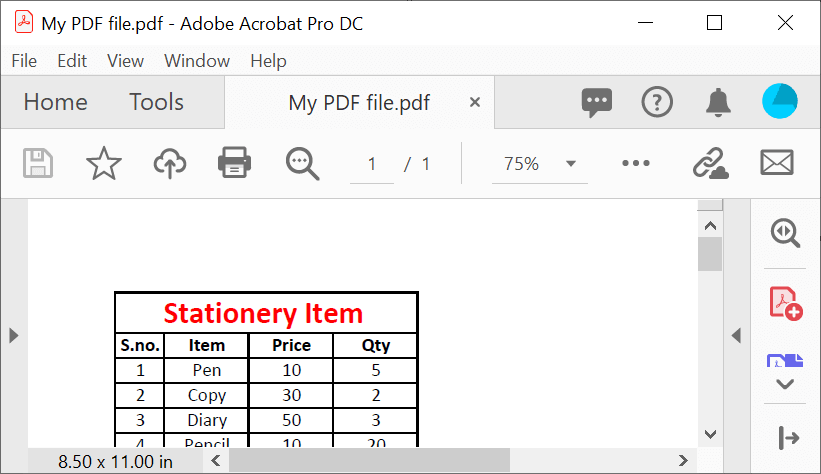 My PDF file.pdf - Adobe Acrobat Pro DC
File Edit View Window Help
Home Tools My PDF file.pdf ×
1 / 1 75%
Stationery Item
S.no. Item Price Qty
1 Pen 10 5
2 Copy 30 2
3 Diary 50 3
4 Pencil 10 20
8.50 x 11.00 in